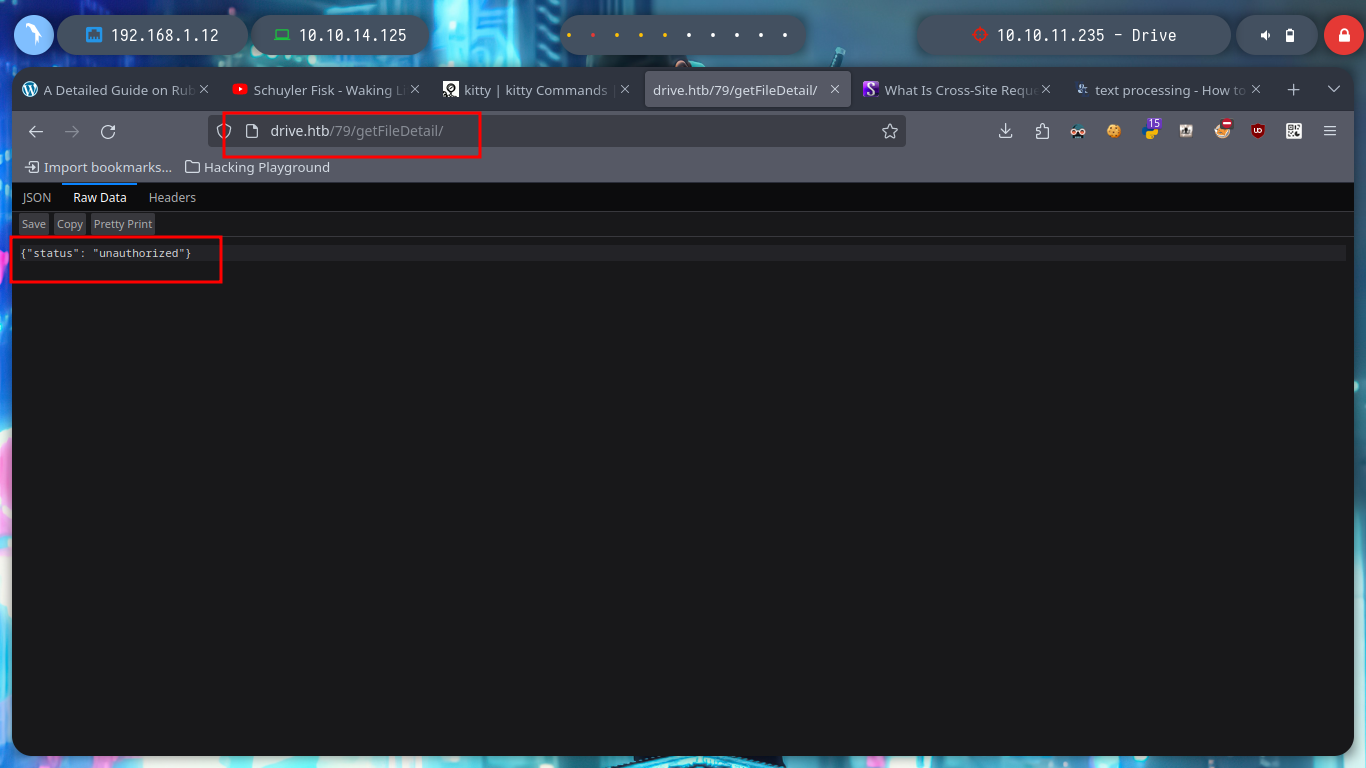 192.168.1.12
10.10.14.125
10.10.11.235 – Drive
A Detailed Guide on Rub
Schuyler Fisk - Waking Li
kitty | kitty Commands
drive.htb/79/getFileDetail/
What Is Cross-Site Reque
text processing - How to
drive.htb/79/getFileDetail/
15
Import bookmarks...
Hacking Playground
JSON
Raw Data
Headers
Save
Copy
Pretty Print
{"status": "unauthorized"}